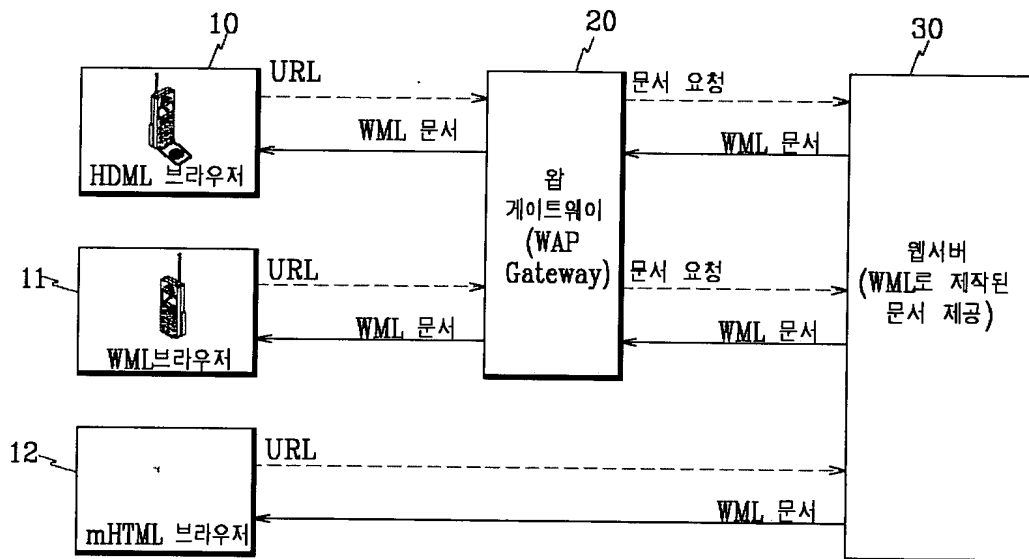 10
20
30
URL
문서 요청
WML 문서
WML 문서
HDML 브라우저
왑
게이트웨이
(WAP
Gateway)
웹서버
(WML로 제작된
문서 제공)
11
URL
문서 요청
WML 문서
WML 문서
WML브라우저
12
URL
WML 문서
mHTML 브라우저